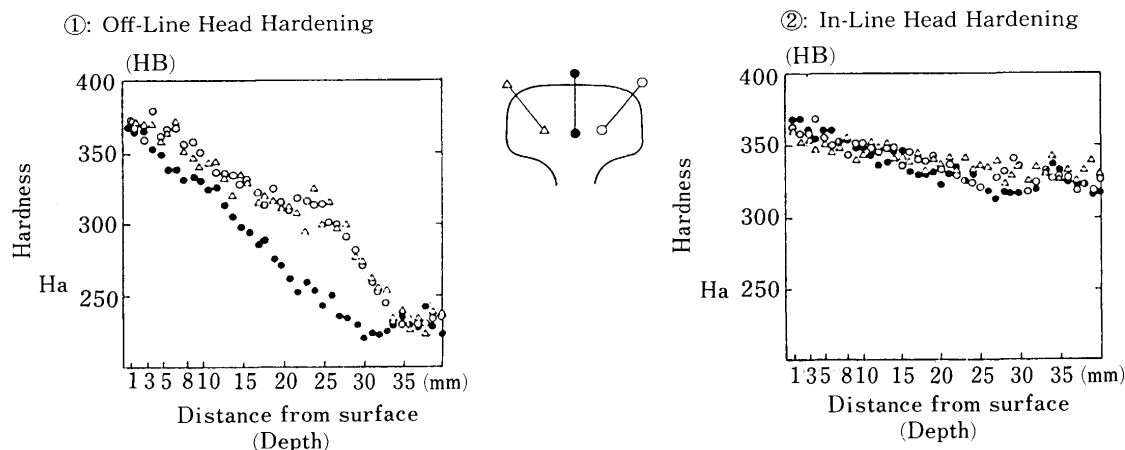 ①: Off-Line Head Hardening
(HB)
400
350
300
250
Hardness
Ha
1 3 5 8 10 15 20 25 30 35 (mm)
Distance from surface
(Depth)
②: In-Line Head Hardening
(HB)
400
350
300
250
Hardness
Ha
1 3 5 8 10 15 20 25 30 35 (mm)
Distance from surface
(Depth)